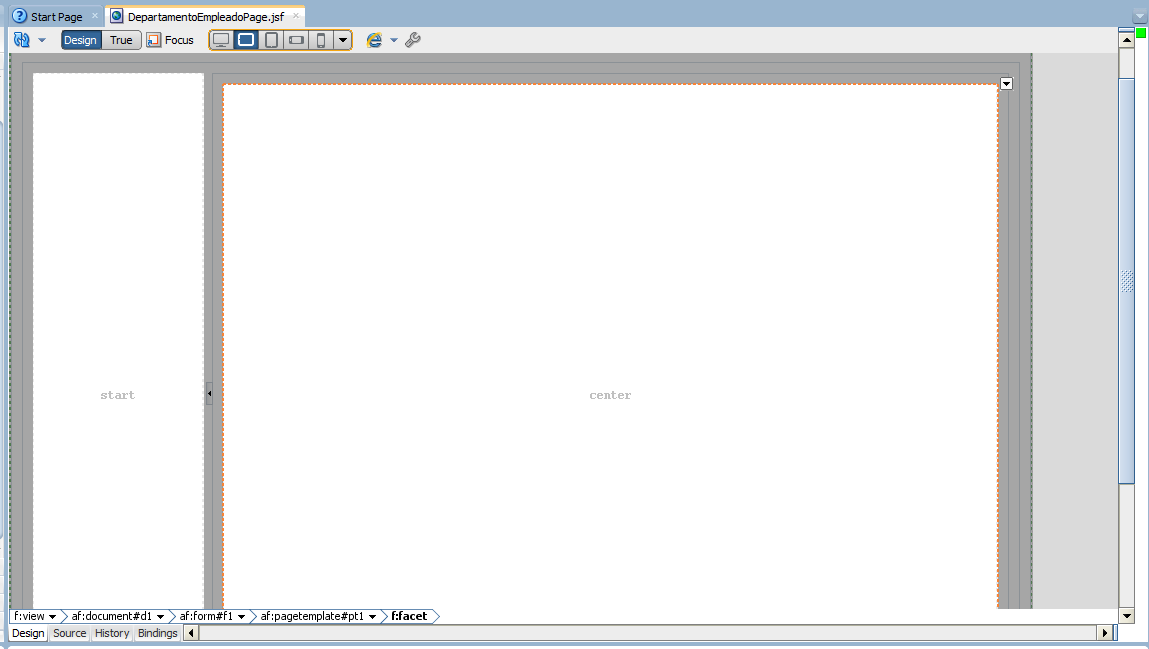 Start Page DepartamentoEmpleadoPage.jsf
Design True Focus
start center
f:view af:document#d1 af:form#f1 af:pagetemplate#pt1 f:facet
Design Source History Bindings